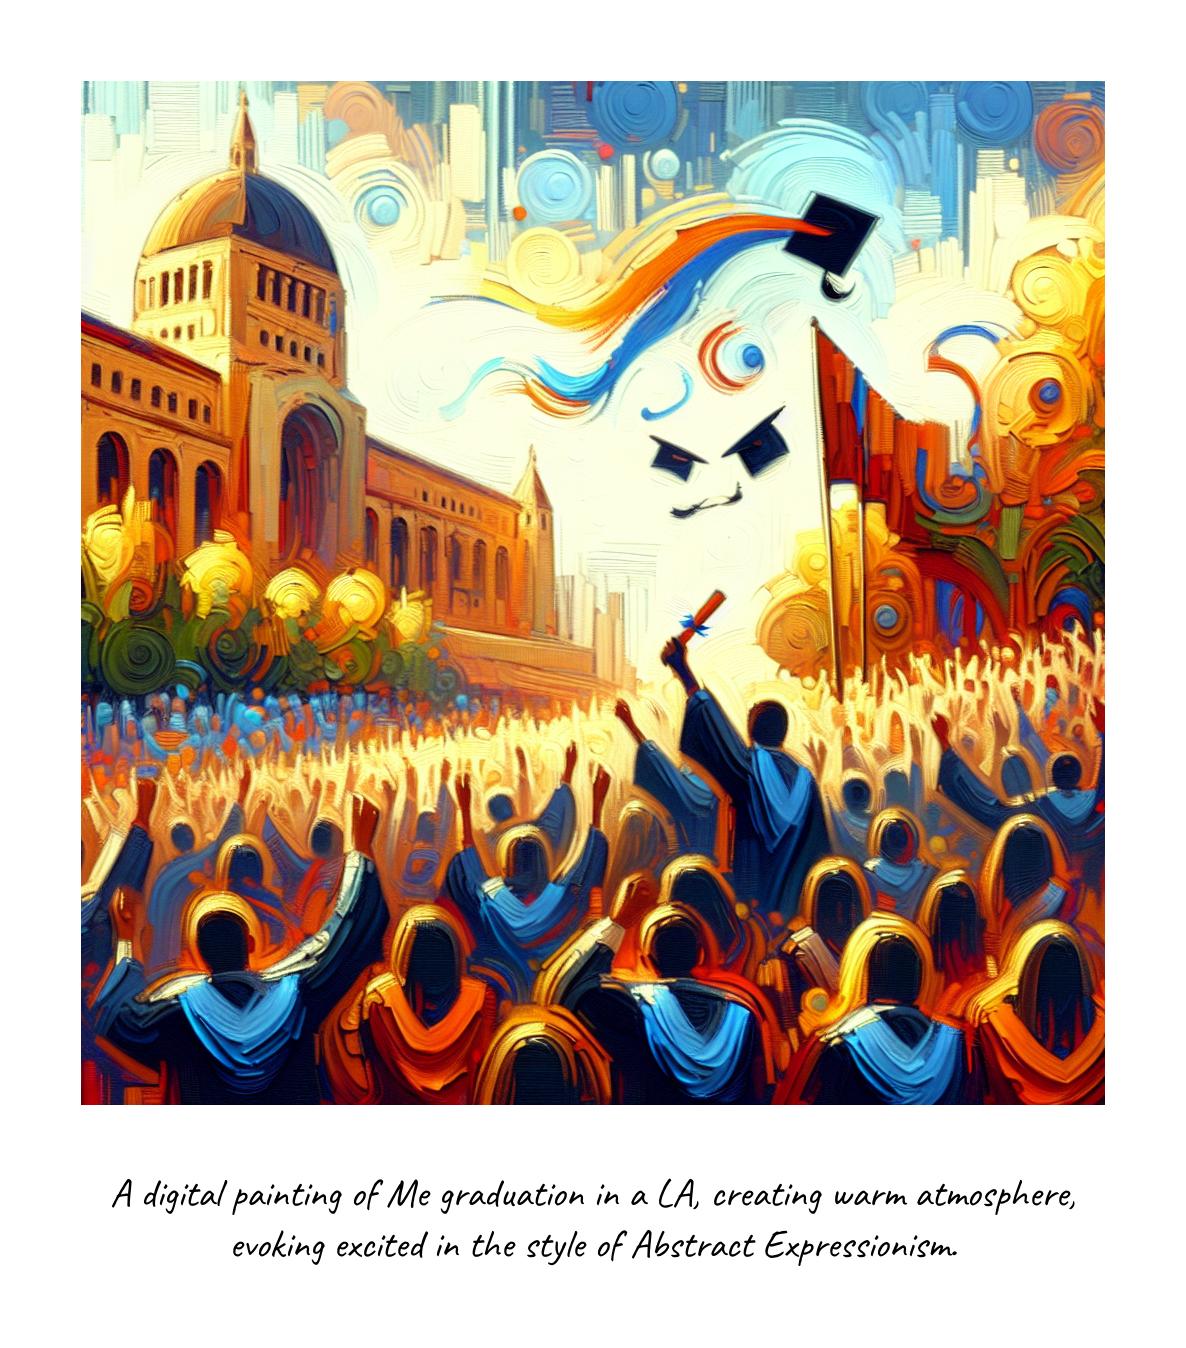 A digital painting of Me graduation in a LA, creating warm atmosphere,
evoking excited in the style of Abstract Expressionism.